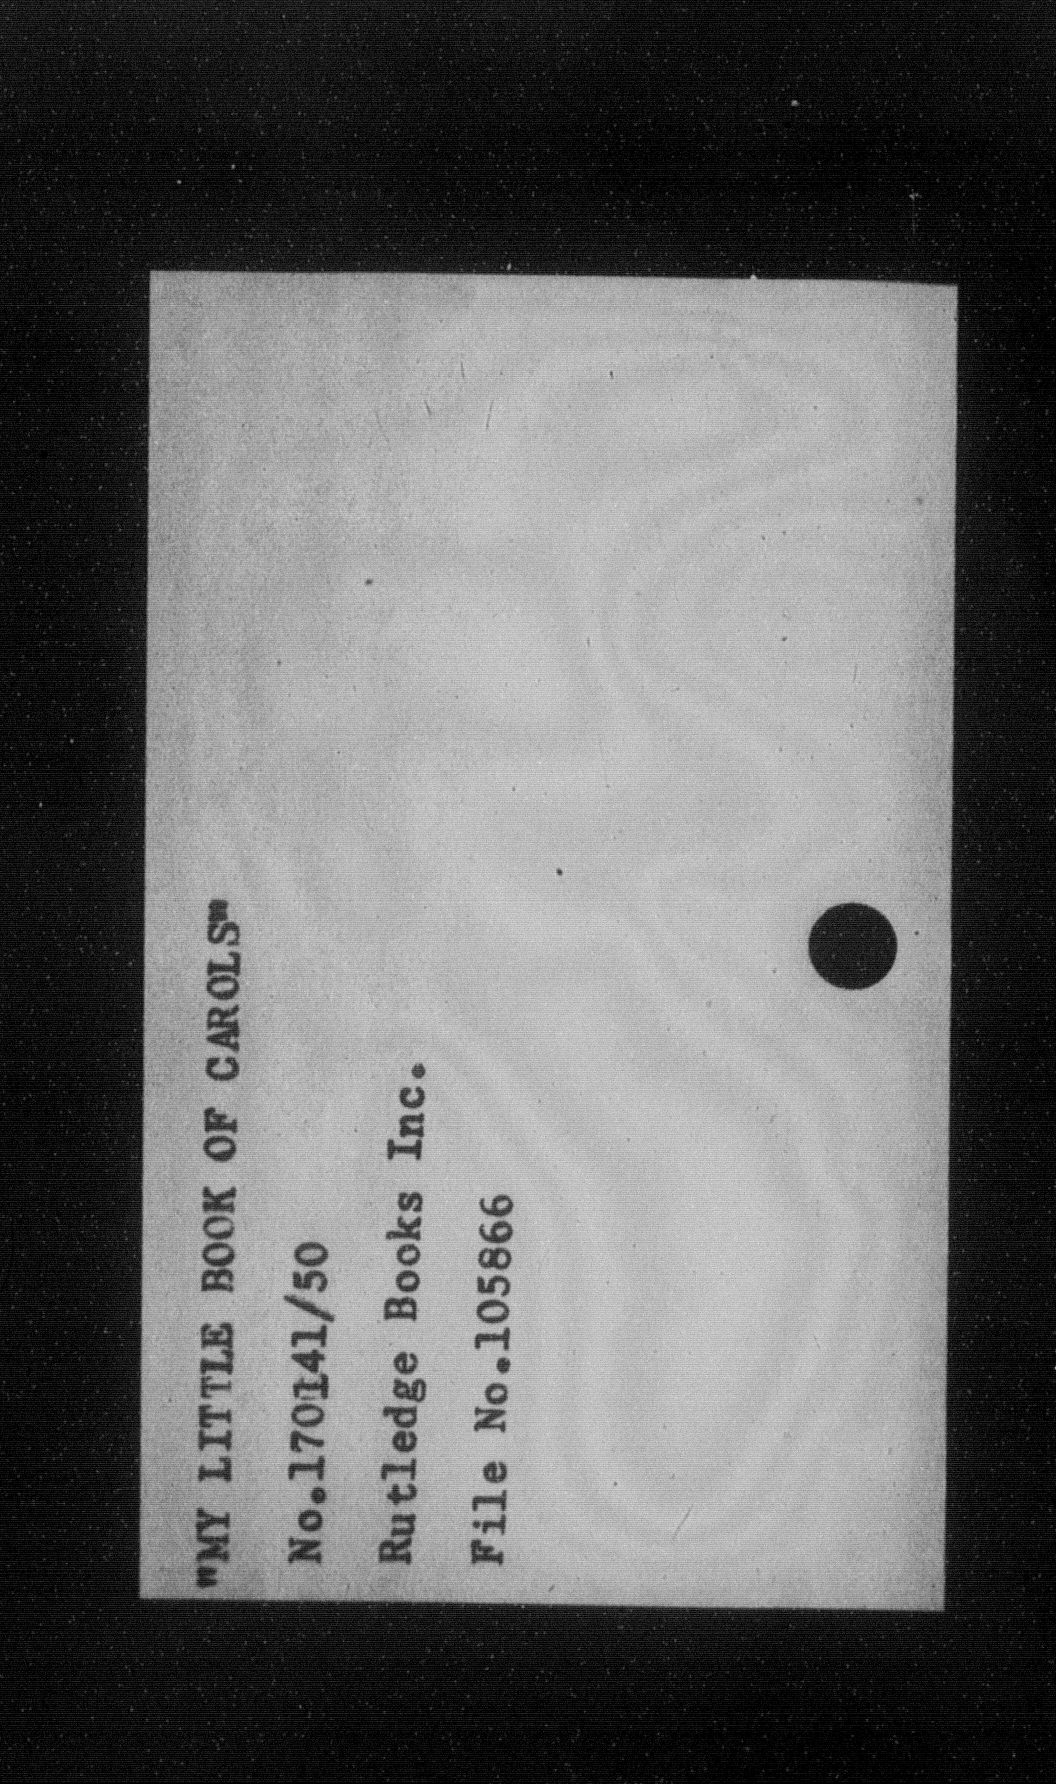 "MY LITTLE BOOK OF CAROLS"
No.170141/50
Rutledge Books Inc.
File No.105866